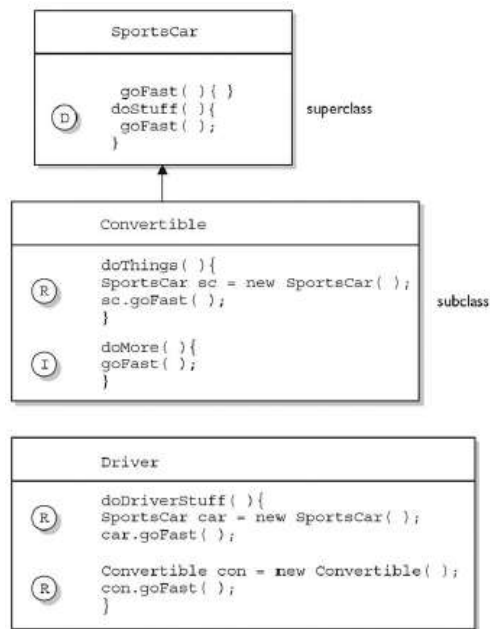 SportsCar
goFast( ){ }
D
doStuff( ){
goFast( );
}
superclass
Convertible
doThings( ){
R
SportsCar sc = new SportsCar( );
sc.goFast( );
}
subclass
I
doMore( ){
goFast( );
}
Driver
doDriverStuff( ){
R
SportsCar car = new SportsCar( );
car.goFast( );
Convertible con = new Convertible( );
R
con.goFast( );
}